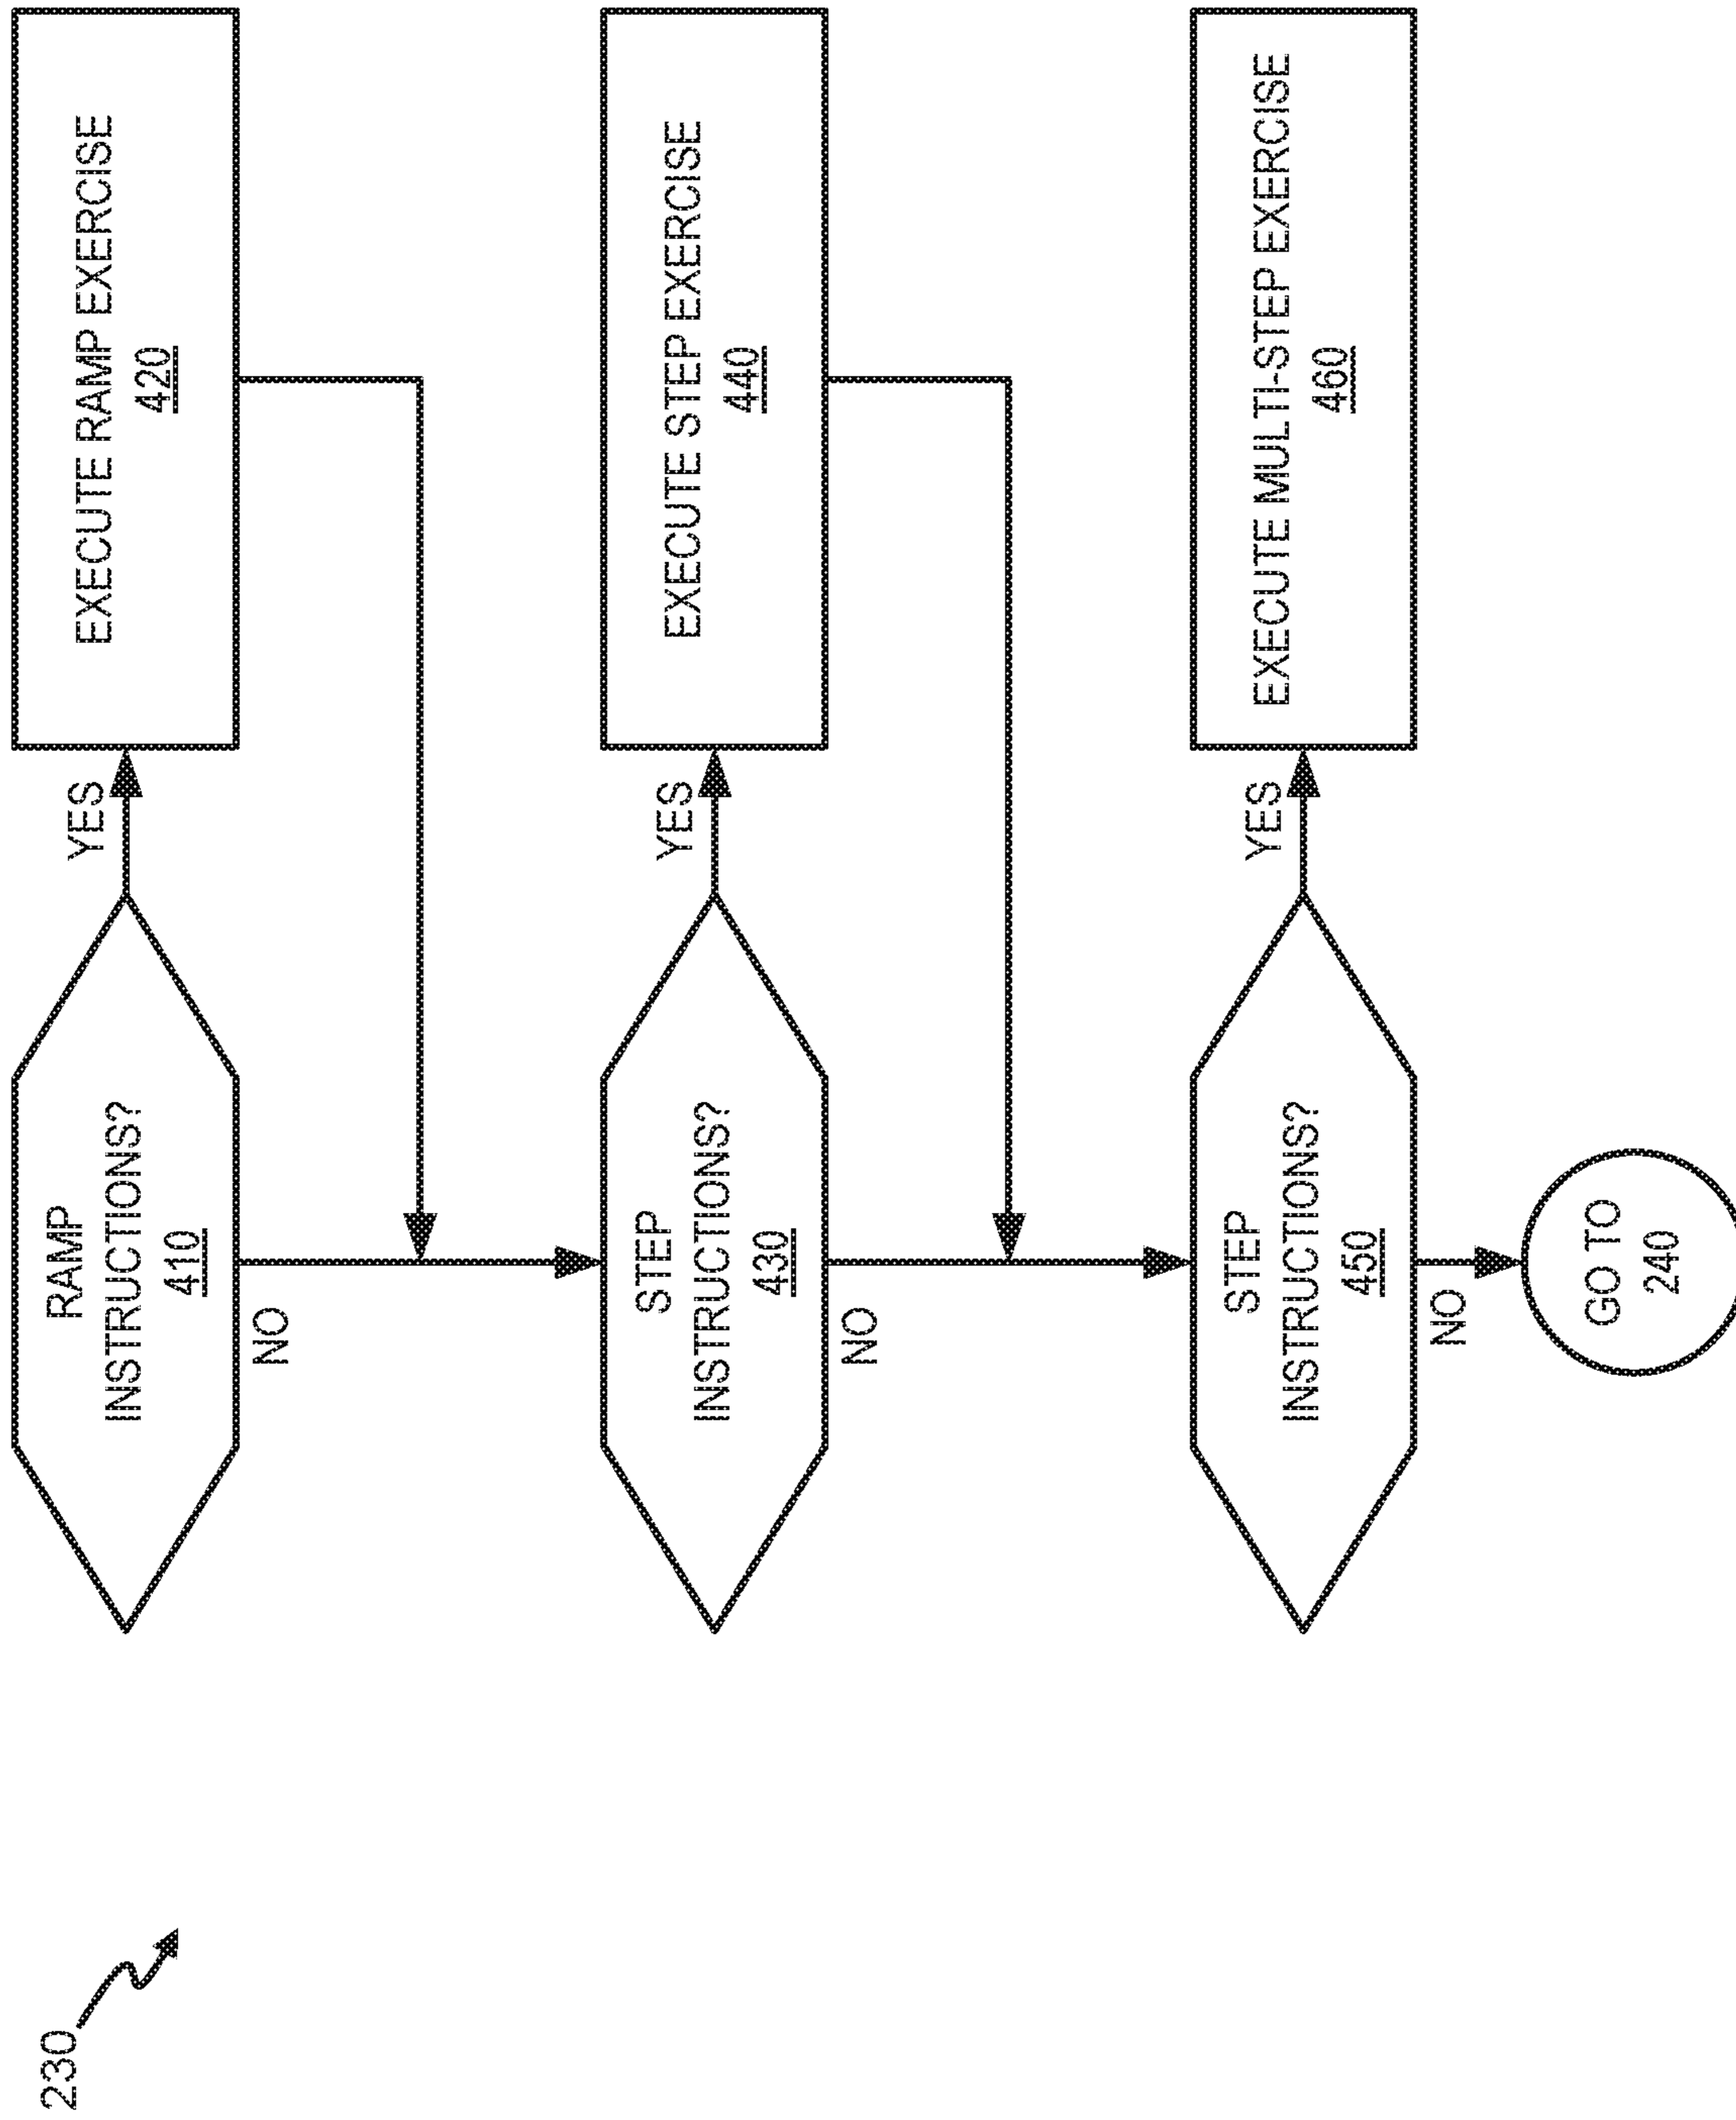 230
RAMP
INSTRUCTIONS?
410
YES
EXECUTE RAMP EXERCISE
420
NO
STEP
INSTRUCTIONS?
430
YES
EXECUTE STEP EXERCISE
440
NO
STEP
INSTRUCTIONS?
450
YES
EXECUTE MULTI-STEP EXERCISE
460
NO
GO TO
240